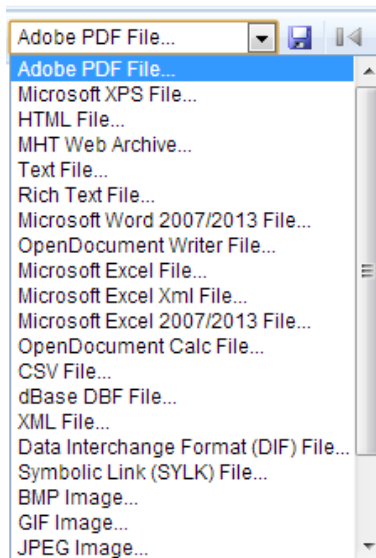 Adobe PDF File...
Adobe PDF File...
Microsoft XPS File...
HTML File...
MHT Web Archive...
Text File...
Rich Text File...
Microsoft Word 2007/2013 File...
OpenDocument Writer File...
Microsoft Excel File...
Microsoft Excel Xml File...
Microsoft Excel 2007/2013 File...
OpenDocument Calc File...
CSV File...
dBase DBF File...
XML File...
Data Interchange Format (DIF) File...
Symbolic Link (SYLK) File...
BMP Image...
GIF Image...
JPEG Image...